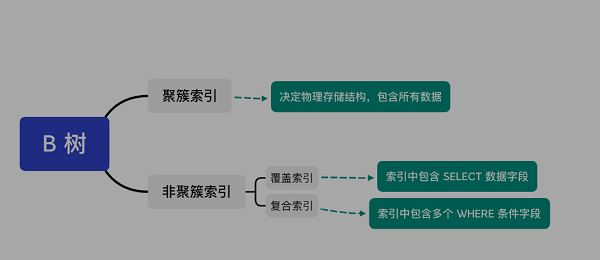 B 树
聚簇索引
决定物理存储结构，包含所有数据
非聚簇索引
覆盖索引
索引中包含 SELECT 数据字段
复合索引
索引中包含多个 WHERE 条件字段